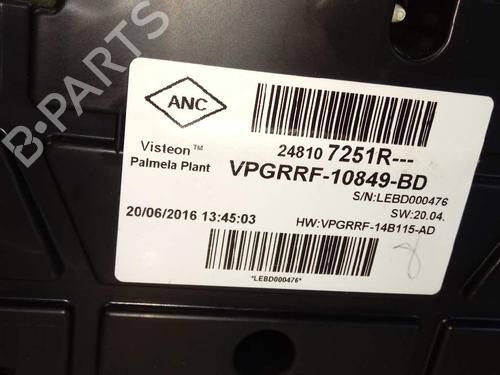 B-PARTS
ANC
Visteon™
Palmela Plant
24810 7251R---
VPGRRF-10849-BD
S/N:LEBD000476
SW:20.04.
20/06/2016 13:45:03
HW:VPGRRF-14B115-AD
8
*LEBD000476*